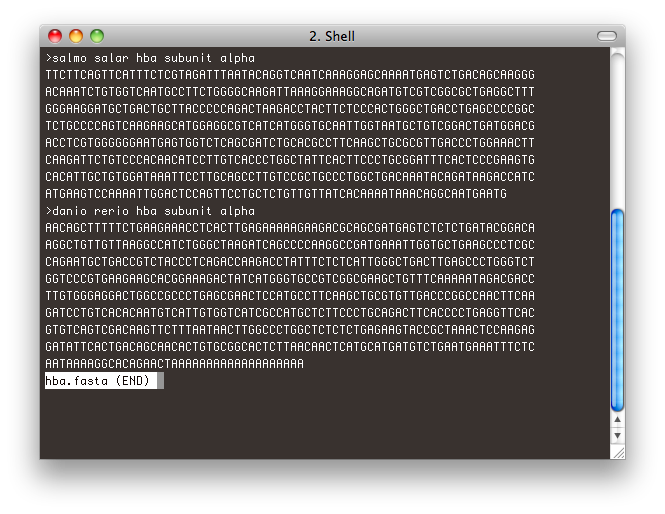 2. Shell
>salmo salar hba subunit alpha
TTCTTCAGTTCATTTCTCGTAGATTTAATACAGGTCAATCAAAGGAGCAAAATGAGTCTGACAGCAAGGG
ACAAATCTGTGGTCAATGCCTTCTGGGGCAAGATTAAAGGAAAGGCAGATGTCGTCGGCGCTGAGGCTTT
GGGAAGGATGCTGACTGCTTACCCCCAGACTAAGACCTACTTCTCCCACTGGGCTGACCTGAGCCCCGGC
TCTGCCCCAGTCAAGAAGCATGGAGGCGTCATCATGGGTGCAATTGGTAATGCTGTCGGACTGATGGACG
ACCTCGTGGGGGGAATGAGTGGTCTCAGCGATCTGCACGCCTTCAAGCTGCGCGTTGACCCTGGAAACTT
CAAGATTCTGTCCCACAACATCCTTGTCACCCTGGCTATTCACTTCCCTGCGGATTTCACTCCCGAAGTG
CACATTGCTGTGGATAAATTCCTTGCAGCCTTGTCCGCTGCCCTGGCTGACAAATACAGATAAGACCATC
ATGAAGTCCAAAATTGGACTCCAGTTCCTGCTCTGTTGTTATCACAAAATAAACAGGCAATGAATG
>danio rerio hba subunit alpha
AACAGCTTTTTCTGAAGAAACCTCACTTGAGAAAAAGAAGACGCAGCGATGAGTCTCTCTGATACGGACA
AGGCTGTTGTTAAGGCCATCTGGGCTAAGATCAGCCCCAAGGCCGATGAAATTGGTGCTGAAGCCCTCGC
CAGAATGCTGACCGTCTACCCTCAGACCAAGACCTATTTCTCTCATTGGGCTGACTTGAGCCCTGGGTCT
GGTCCCGTGAAGAAGCACGGAAAGACTATCATGGGTGCCGTCGGCGAAGCTGTTTCAAAAATAGACGACC
TTGTGGGAGGACTGGCCGCCCTGAGCGAACTCCATGCCTTCAAGCTGCGTGTTGACCCGGCCAACTTCAA
GATCCTGTCACACAATGTCATTGTGGTCATCGCCATGCTCTTCCCTGCAGACTTCACCCCTGAGGTTCAC
GTGTCAGTCGACAAGTTCTTTAATAACTTGGCCCTGGCTCTCTCTGAGAAGTACCGCTAAACTCCAAGAG
GATATTCACTGACAGCAACACTGTGCGGCACTCTTAACAACTCATGCATGATGTCTGAATGAAATTTCTC
AATAAAAGGCACAGAACTAAAAAAAAAAAAAAAAAA
hba.fasta (END)